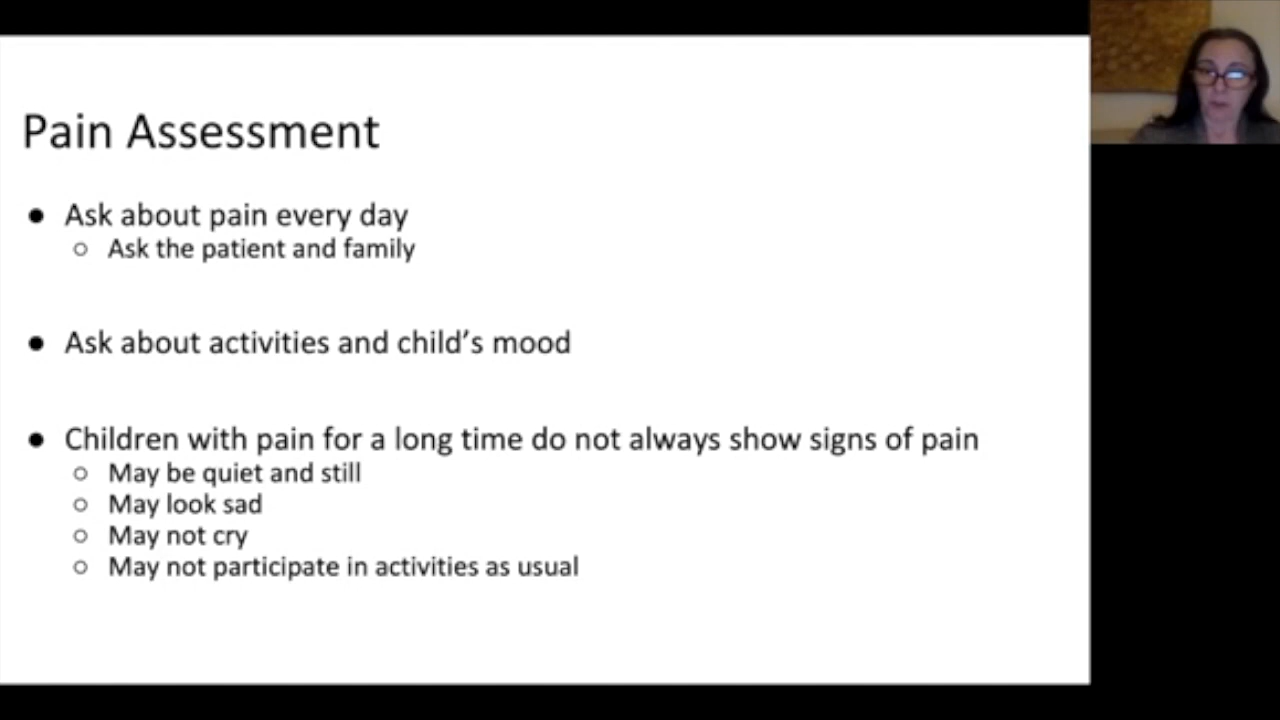 Pain Assessment
● Ask about pain every day
○ Ask the patient and family
● Ask about activities and child's mood
● Children with pain for a long time do not always show signs of pain
○ May be quiet and still
○ May look sad
○ May not cry
○ May not participate in activities as usual